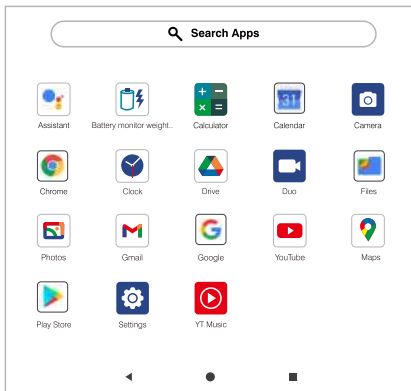 Search Apps
31
Assistant Battery monitor weight.. Calculator Calendar Camera
Chrome Clock Drive Duo Files
Photos Gmail Google YouTube Maps
Play Store Settings YT Music